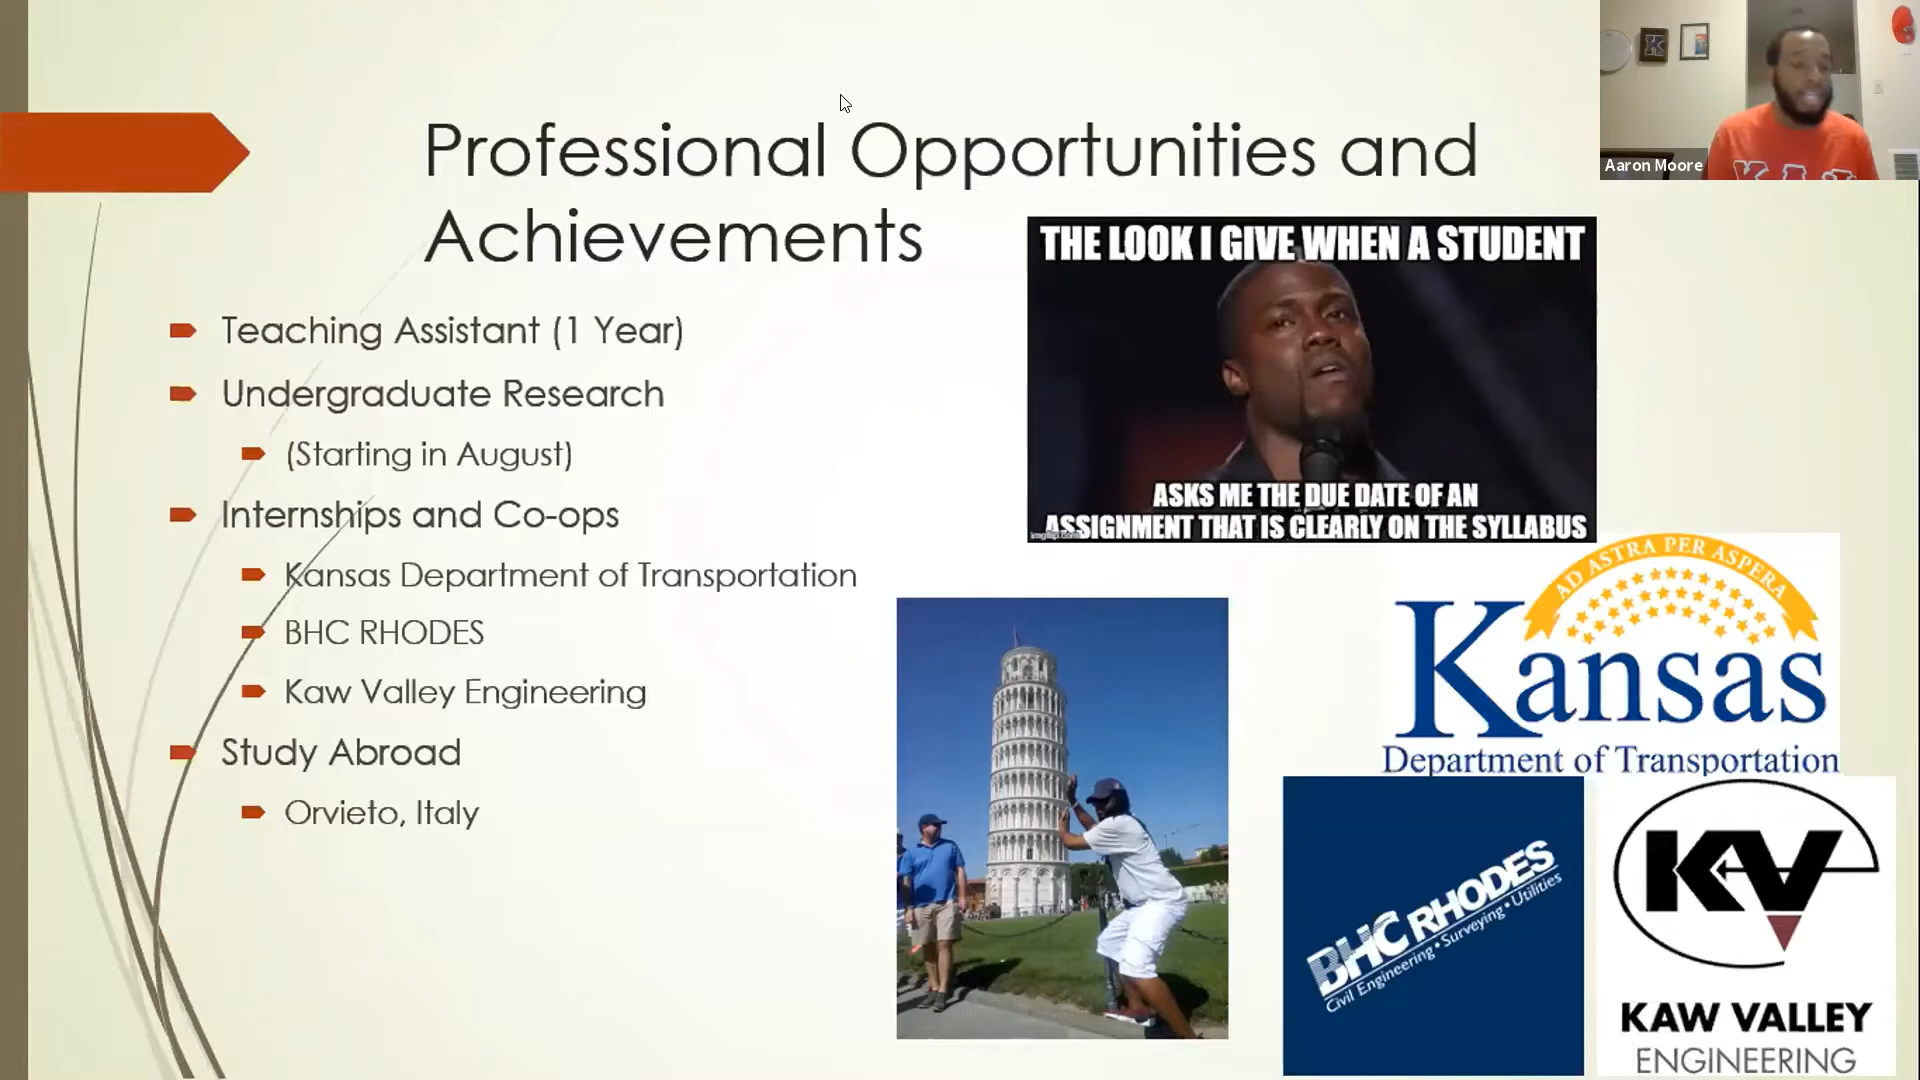 Professional Opportunities and
Achievements
Aaron Moore
Teaching Assistant (1 Year)
Undergraduate Research
(Starting in August)
Internships and Co-ops
Kansas Department of Transportation
BHC RHODES
Kaw Valley Engineering
Study Abroad
Orvieto, Italy
THE LOOK I GIVE WHEN A STUDENT
ASKS ME THE DUE DATE OF AN
ASSIGNMENT THAT IS CLEARLY ON THE SYLLABUS
AD ASTRA PER ASPERA
Kansas
Department of Transportation
BHC RHODES
Civil Engineering • Surveying • Utilities
KV
KAW VALLEY
ENGINEERING
K